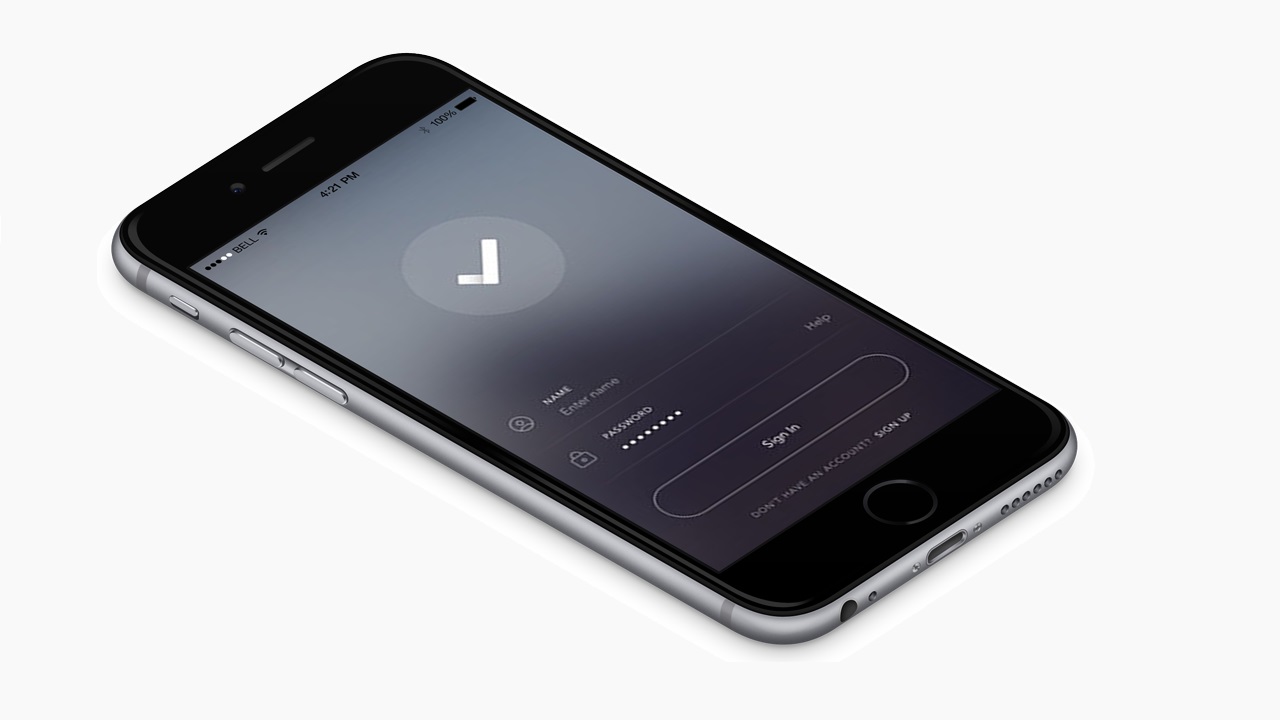 BELL 4:21 PM 100%
NAME
Enter name
PASSWORD
Help
Sign In
DON'T HAVE AN ACCOUNT? SIGN UP